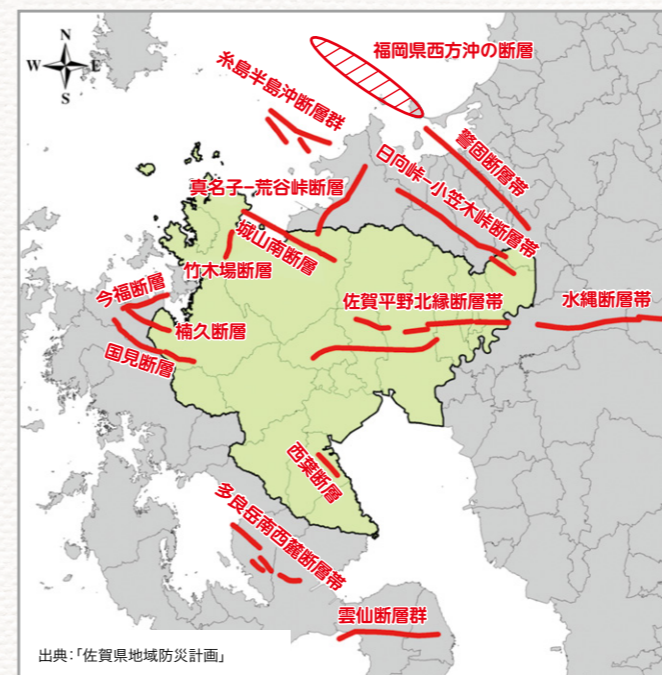 N
W E
S
福岡県西方沖の断層
糸島半島沖断層群
警固断層帯
日向峠-小笠木峠断層帯
真名子-荒谷峠断層
城山南断層
竹木場断層
今福断層
佐賀平野北縁断層帯
水縄断層帯
楠久断層
国見断層
西葉断層
多良岳南西麓断層帯
雲仙断層群
出典:「佐賀県地域防災計画」